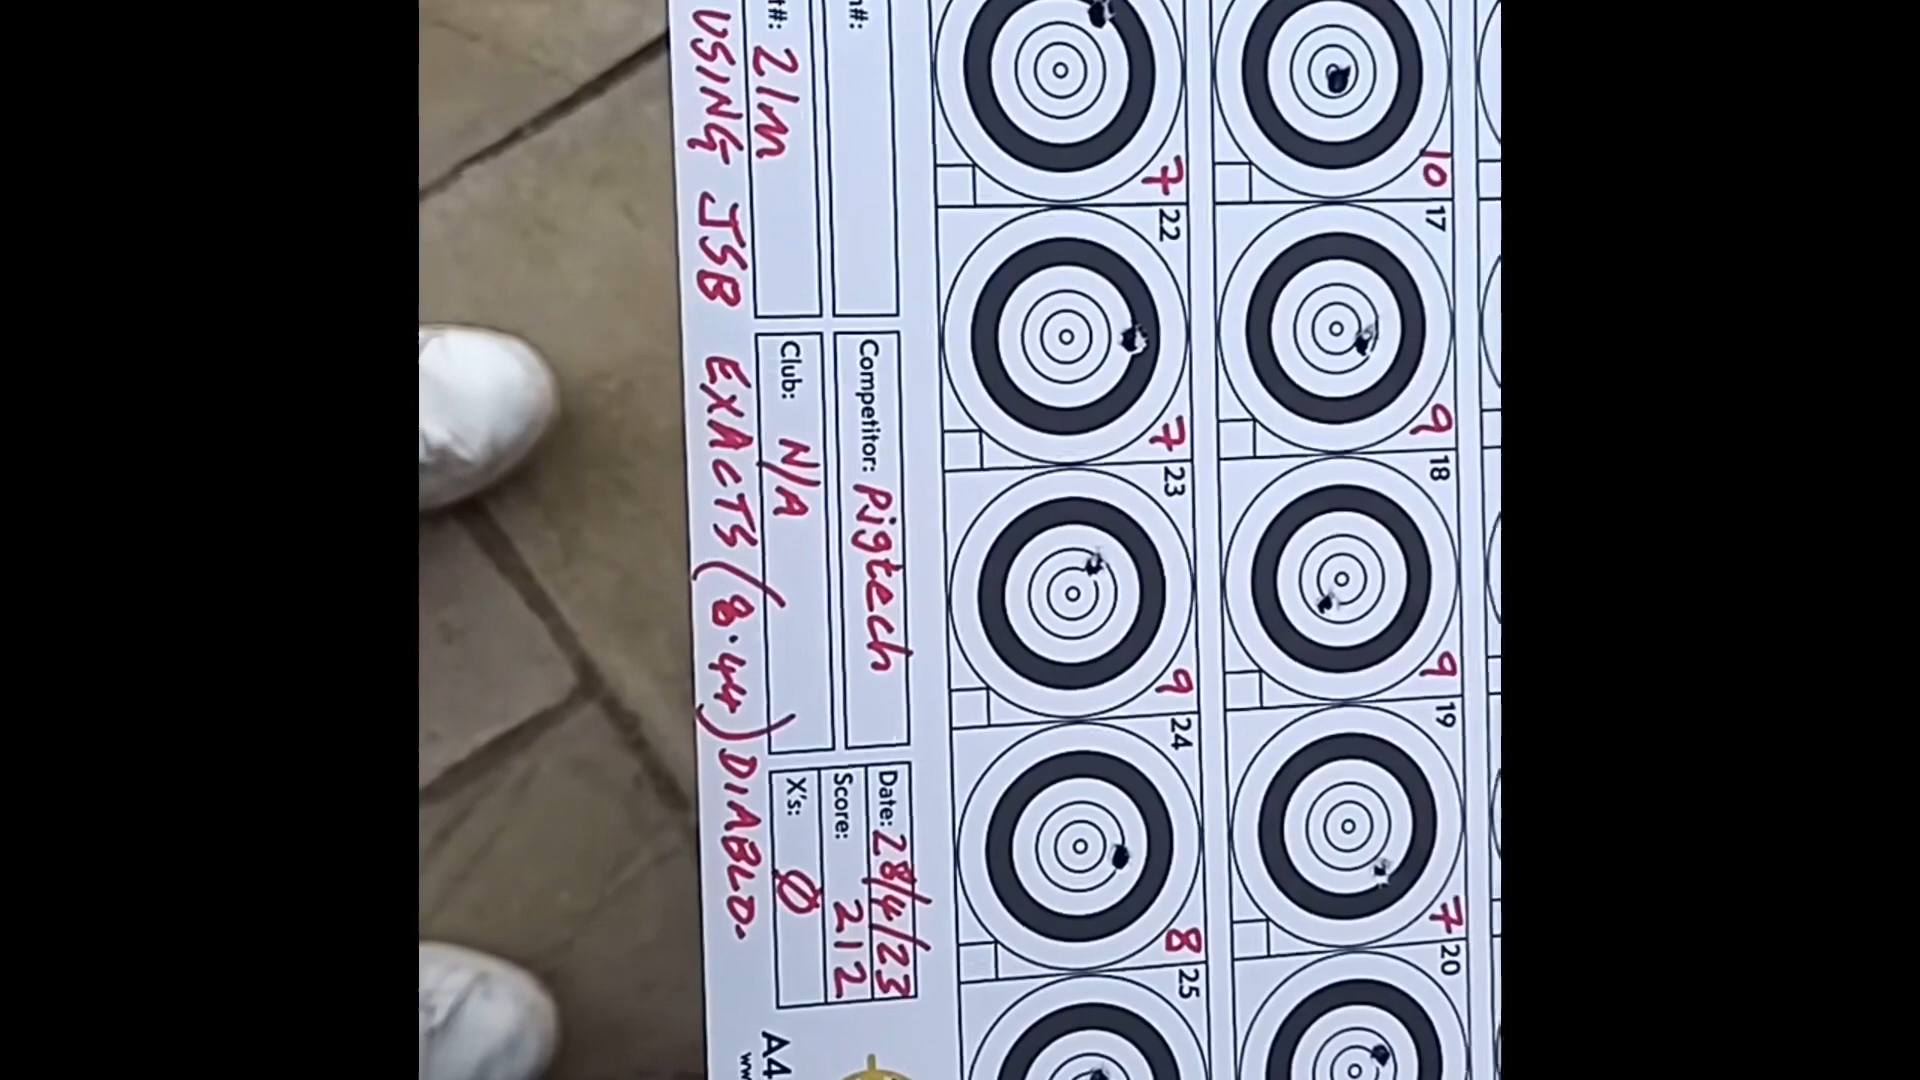 10
17
9
18
9
19
7
20
7
22
7
23
9
24
8
25
Competitor: Pigtech
Date: 28/4/23
21m
Club: N/A
Score: 212
X's: Ø
USING JSB EXACTS (8.44) DIABLO.
A4